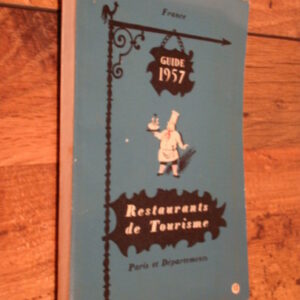 France
GUIDE
1957
Restaurants
de Tourisme
Paris et Départements